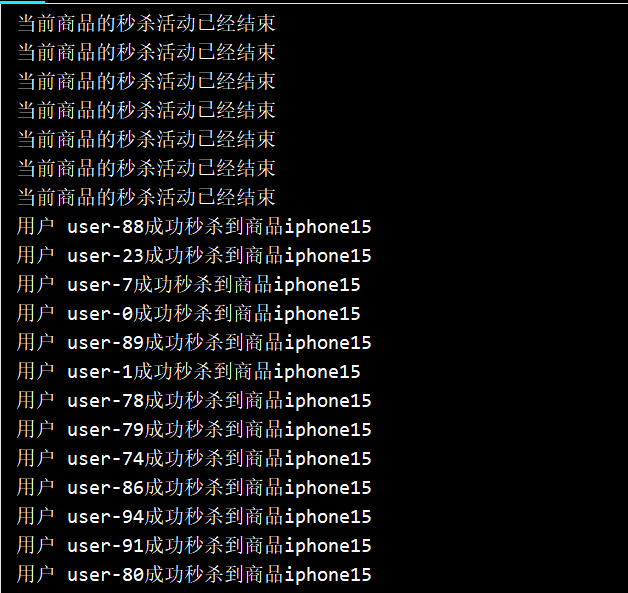 当前商品的秒杀活动已经结束
当前商品的秒杀活动已经结束
当前商品的秒杀活动已经结束
当前商品的秒杀活动已经结束
当前商品的秒杀活动已经结束
当前商品的秒杀活动已经结束
当前商品的秒杀活动已经结束
用户 user-88成功秒杀到商品iphone15
用户 user-23成功秒杀到商品iphone15
用户 user-7成功秒杀到商品iphone15
用户 user-0成功秒杀到商品iphone15
用户 user-89成功秒杀到商品iphone15
用户 user-1成功秒杀到商品iphone15
用户 user-78成功秒杀到商品iphone15
用户 user-79成功秒杀到商品iphone15
用户 user-74成功秒杀到商品iphone15
用户 user-86成功秒杀到商品iphone15
用户 user-94成功秒杀到商品iphone15
用户 user-91成功秒杀到商品iphone15
用户 user-80成功秒杀到商品iphone15